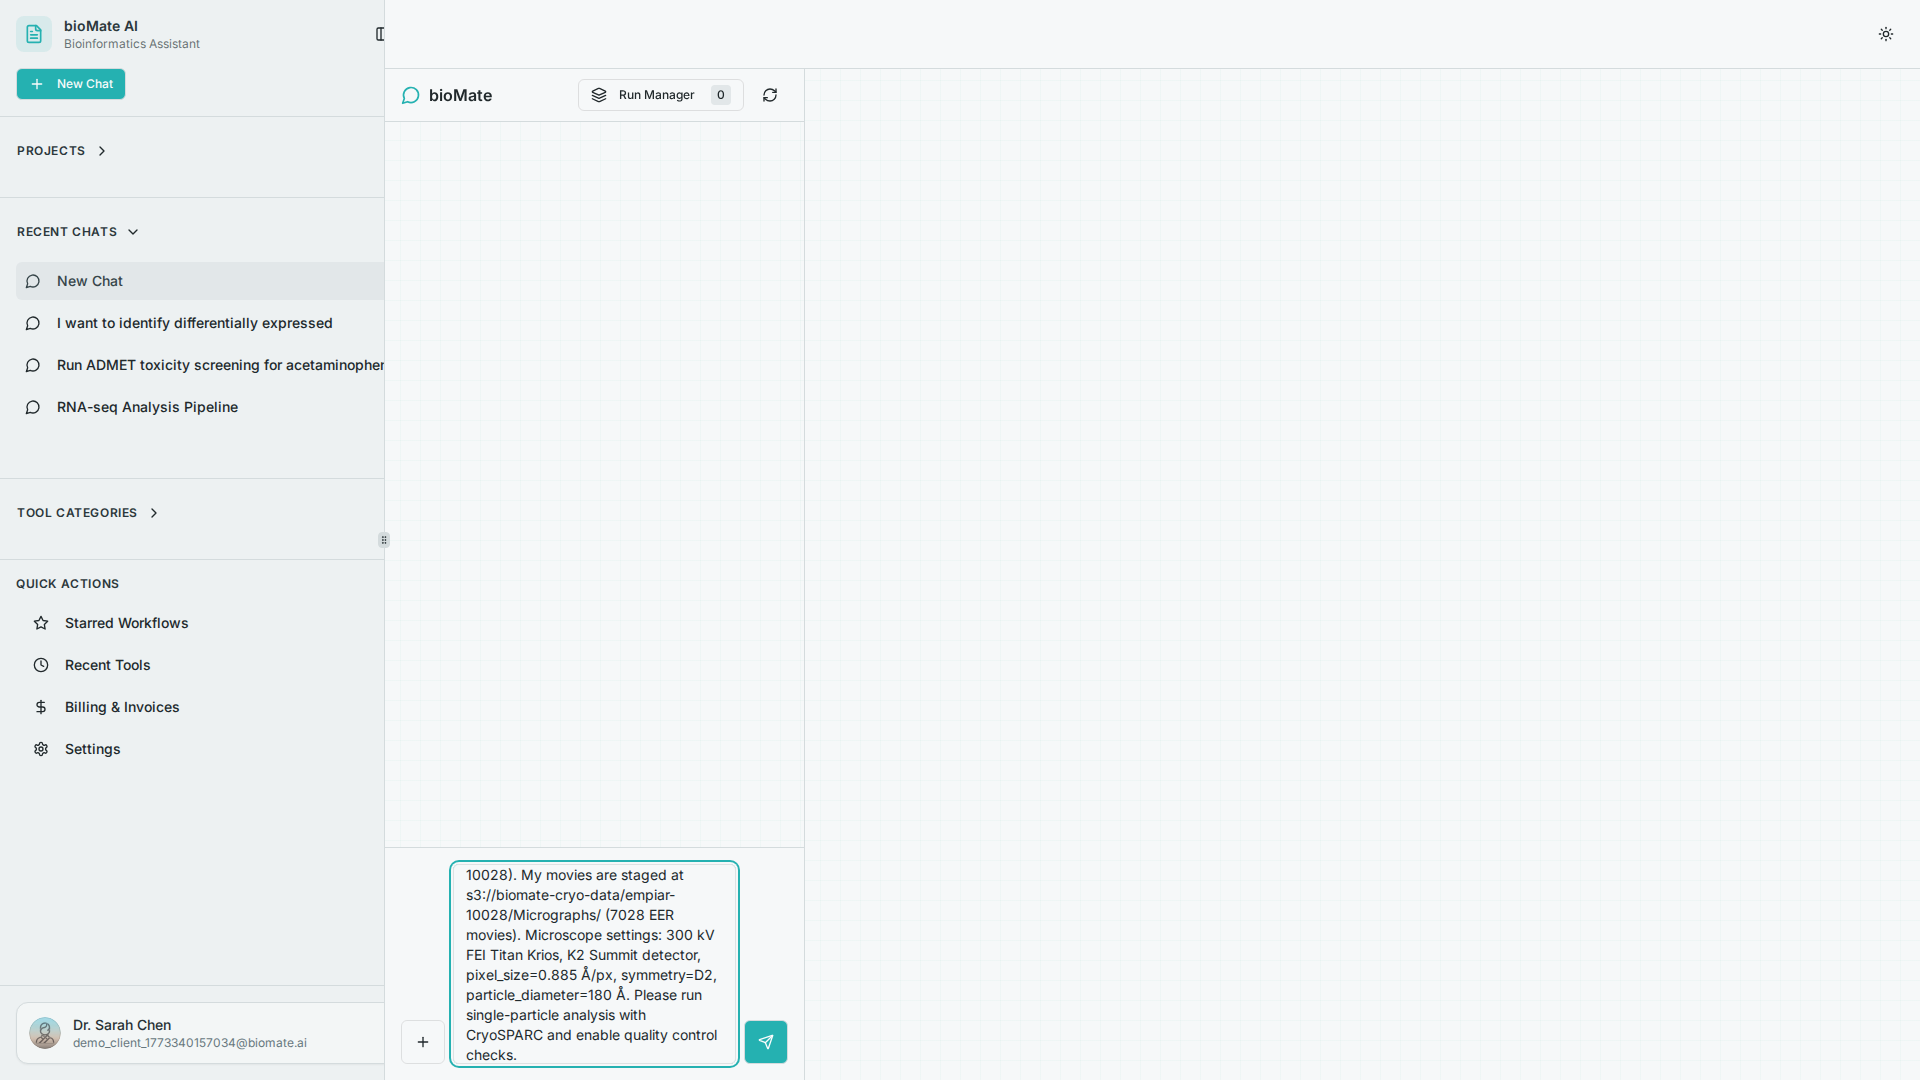 bioMate AI
Bioinformatics Assistant
New Chat
PROJECTS
RECENT CHATS
New Chat
I want to identify differentially expressed
Run ADMET toxicity screening for acetaminophen
RNA-seq Analysis Pipeline
TOOL CATEGORIES
QUICK ACTIONS
Starred Workflows
Recent Tools
Billing & Invoices
Settings
Dr. Sarah Chen
demo_client_1773340157034@biomate.ai
bioMate
Run Manager 0
10028). My movies are staged at
s3://biomate-cryo-data/empiar-
10028/Micrographs/ (7028 EER
movies). Microscope settings: 300 kV
FEI Titan Krios, K2 Summit detector,
pixel_size=0.885 Å/px, symmetry=D2,
particle_diameter=180 Å. Please run
single-particle analysis with
CryoSPARC and enable quality control
checks.